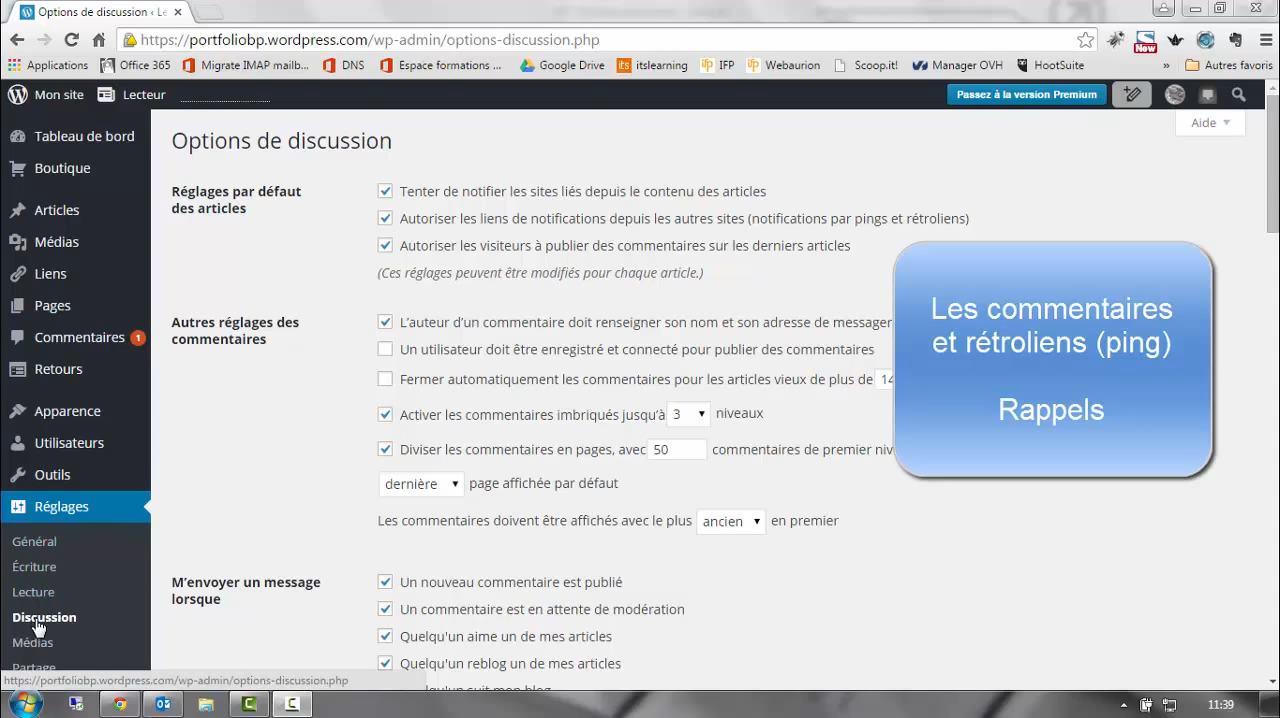 Options de discussion ‹ Le
https://portfoliobp.wordpress.com/wp-admin/options-discussion.php
New
Applications
Office 365
Migrate IMAP mailb...
DNS
Espace formations ...
Google Drive
its
itslearning
ifp
IFP
Webaurion
Scoop.it!
Manager OVH
HootSuite
»
Autres favoris
Mon site
Lecteur
Passez à la version Premium
Aide
Tableau de bord
Boutique
Articles
Médias
Liens
Pages
Commentaires 1
Retours
Apparence
Utilisateurs
Outils
Réglages
Général
Écriture
Lecture
Discussion
Médias
Partage
Options de discussion
Réglages par défaut
des articles
Tenter de notifier les sites liés depuis le contenu des articles
Autoriser les liens de notifications depuis les autres sites (notifications par pings et rétroliens)
Autoriser les visiteurs à publier des commentaires sur les derniers articles
(Ces réglages peuvent être modifiés pour chaque article.)
Autres réglages des
commentaires
L’auteur d’un commentaire doit renseigner son nom et son adresse de messager
Un utilisateur doit être enregistré et connecté pour publier des commentaires
Fermer automatiquement les commentaires pour les articles vieux de plus de 14
Activer les commentaires imbriqués jusqu’à 3 niveaux
Diviser les commentaires en pages, avec 50 commentaires de premier niv
dernière page affichée par défaut
Les commentaires doivent être affichés avec le plus ancien en premier
M’envoyer un message
lorsque
Un nouveau commentaire est publié
Un commentaire est en attente de modération
Quelqu'un aime un de mes articles
Quelqu'un reblog un de mes articles
Les commentaires
et rétroliens (ping)
Rappels
https://portfoliobp.wordpress.com/wp-admin/options-discussion.php
11:39